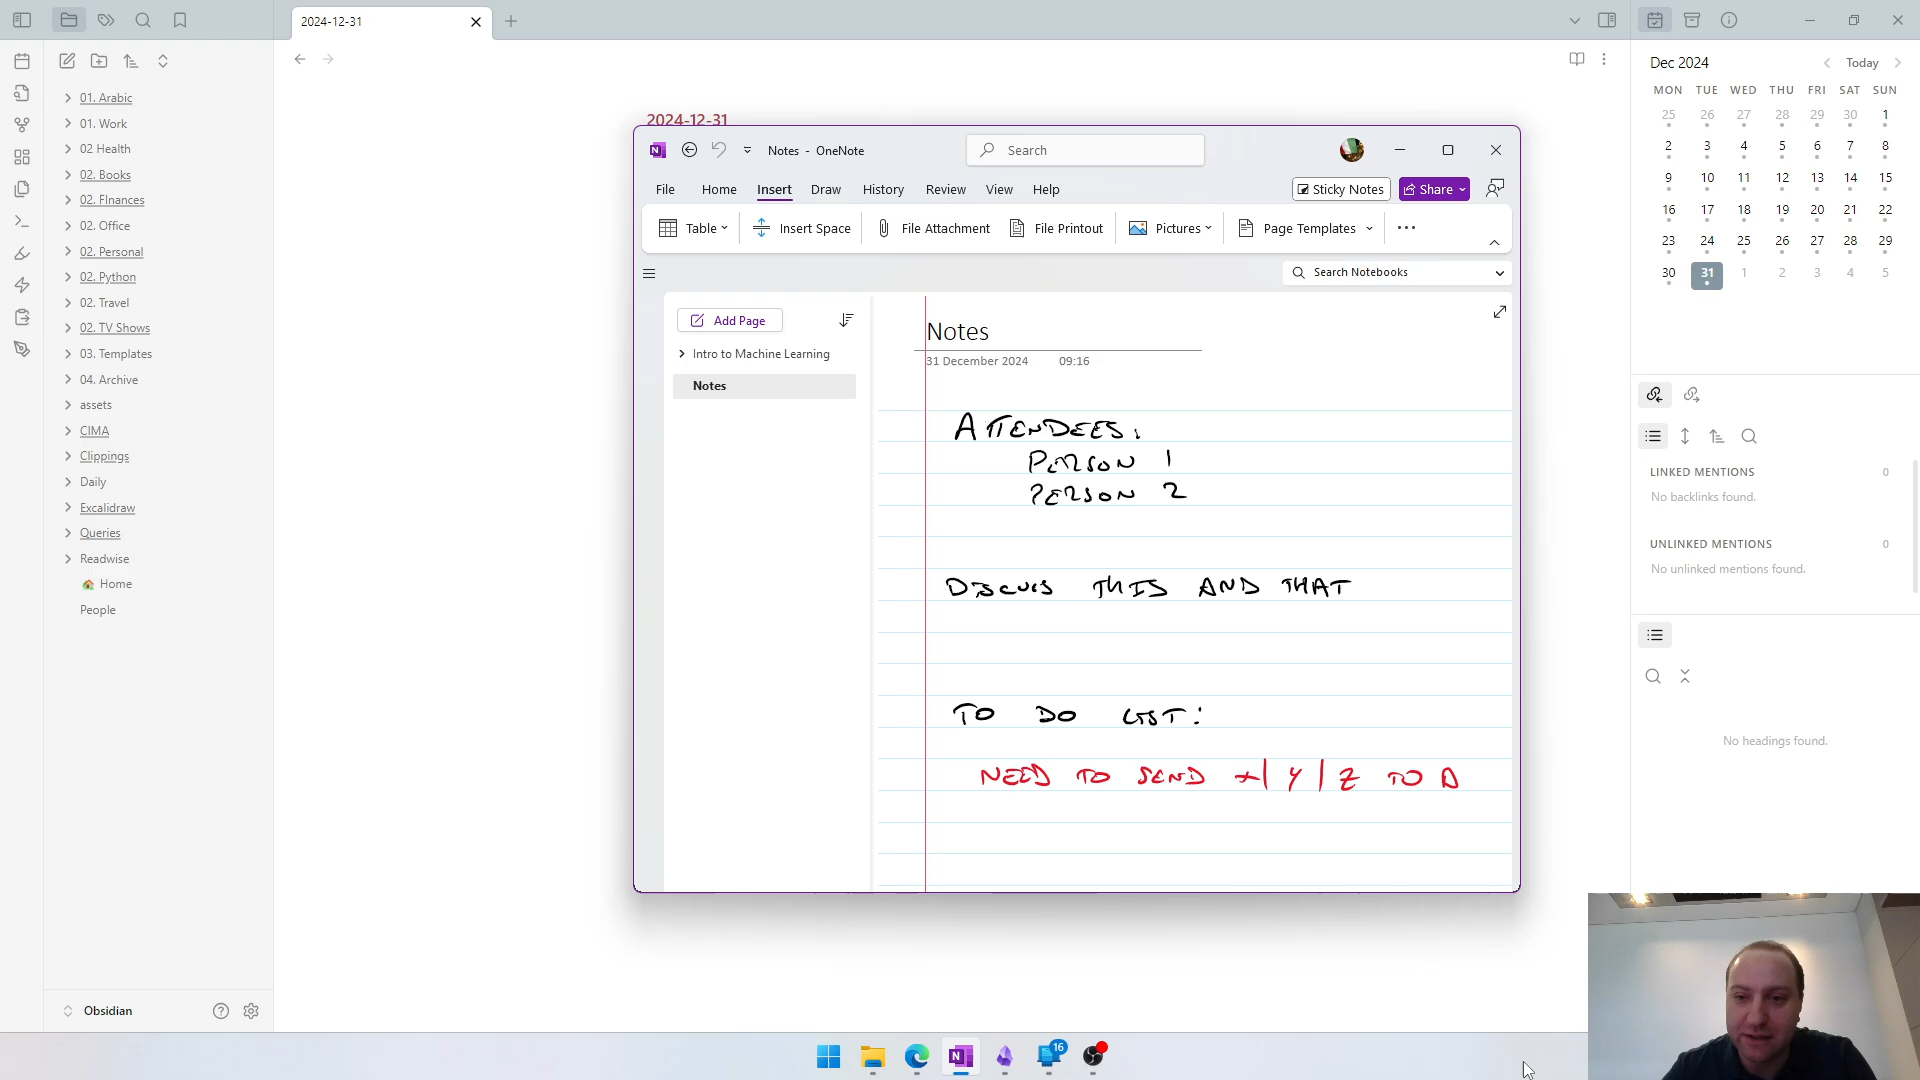 2024-12-31
01. Arabic
01. Work
02 Health
02. Books
02. FInances
02. Office
02. Personal
02. Python
02. Travel
02. TV Shows
03. Templates
04. Archive
assets
CIMA
Clippings
Daily
Excalidraw
Queries
Readwise
Home
People
Obsidian
2024-12-31
Notes - OneNote
Search
File Home Insert Draw History Review View Help
Sticky Notes Share
Table Insert Space File Attachment File Printout Pictures Page Templates
Search Notebooks
Add Page
Intro to Machine Learning
Notes
Notes
31 December 2024 09:16
ATTENDEES:
PERSON 1
PERSON 2
DISCUSS THIS AND THAT
TO DO LIST:
NEED TO SEND X | Y | Z TO A
Dec 2024 Today
MON TUE WED THU FRI SAT SUN
25 26 27 28 29 30 1
2 3 4 5 6 7 8
9 10 11 12 13 14 15
16 17 18 19 20 21 22
23 24 25 26 27 28 29
30 31 1 2 3 4 5
LINKED MENTIONS 0
No backlinks found.
UNLINKED MENTIONS 0
No unlinked mentions found.
No headings found.
16